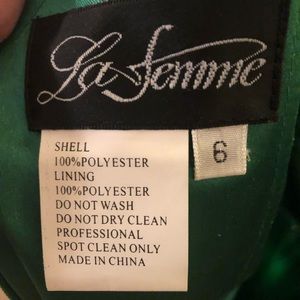 La Femme
6
SHELL
100%POLYESTER
LINING
100%POLYESTER
DO NOT WASH
DO NOT DRY CLEAN
PROFESSIONAL
SPOT CLEAN ONLY
MADE IN CHINA